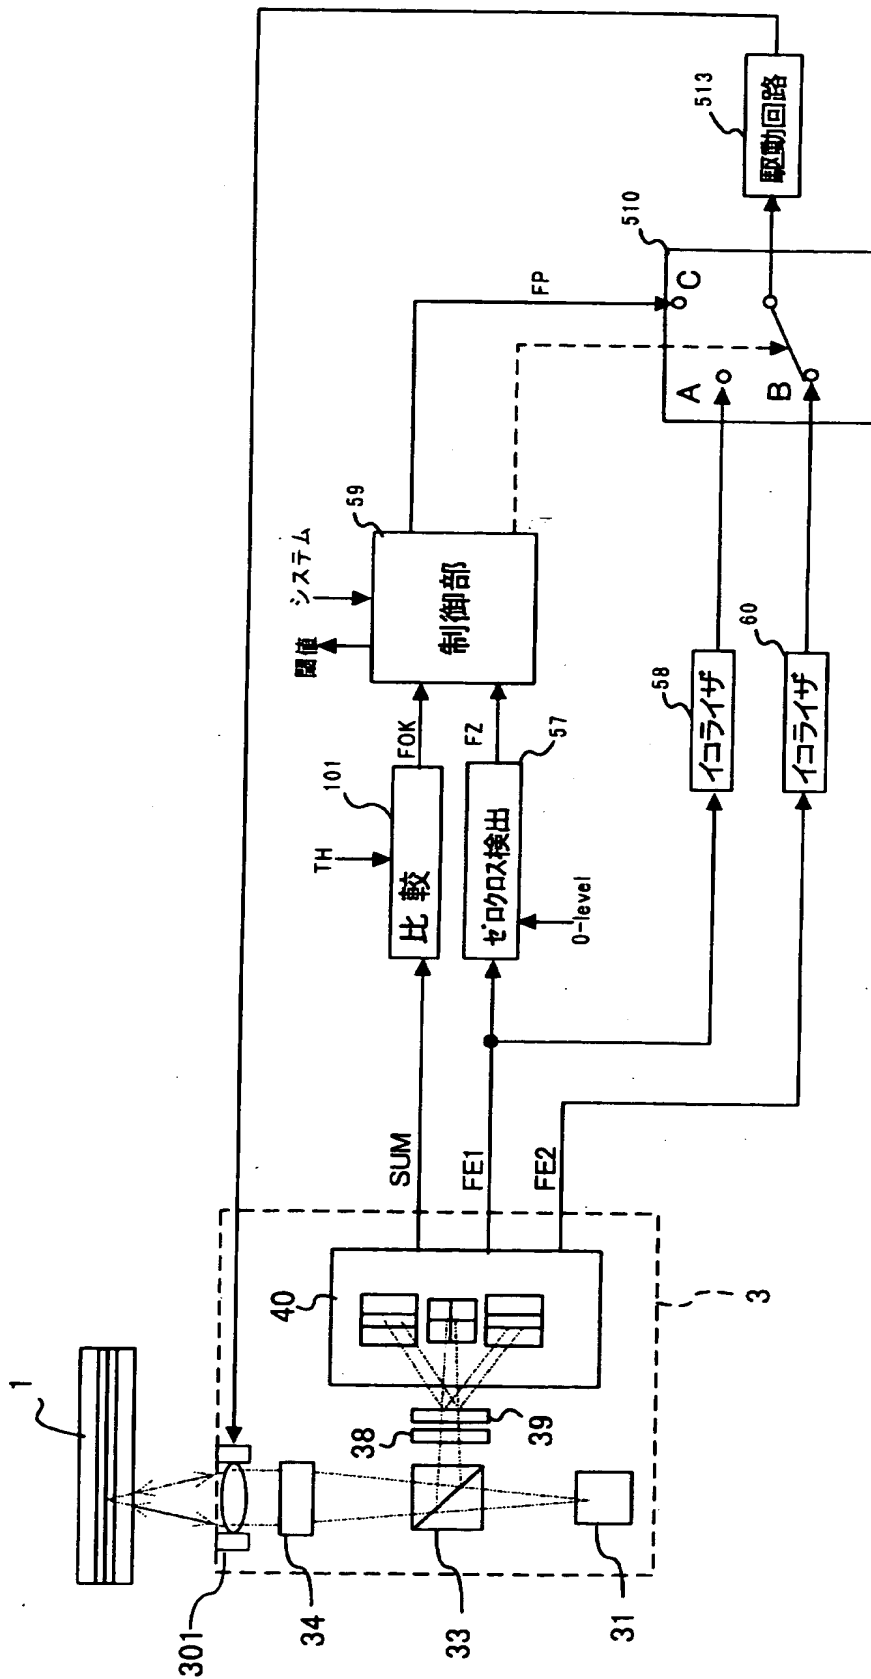 1
301
34
33
31
38
39
40
3
SUM
FE1
FE2
TH
101
比較
FOK
ゼロクロス検出
57
0-level
FZ
閾値
システム
59
制御部
58
イコライザ
60
イコライザ
FP
510
A
B
C
513
駆動回路